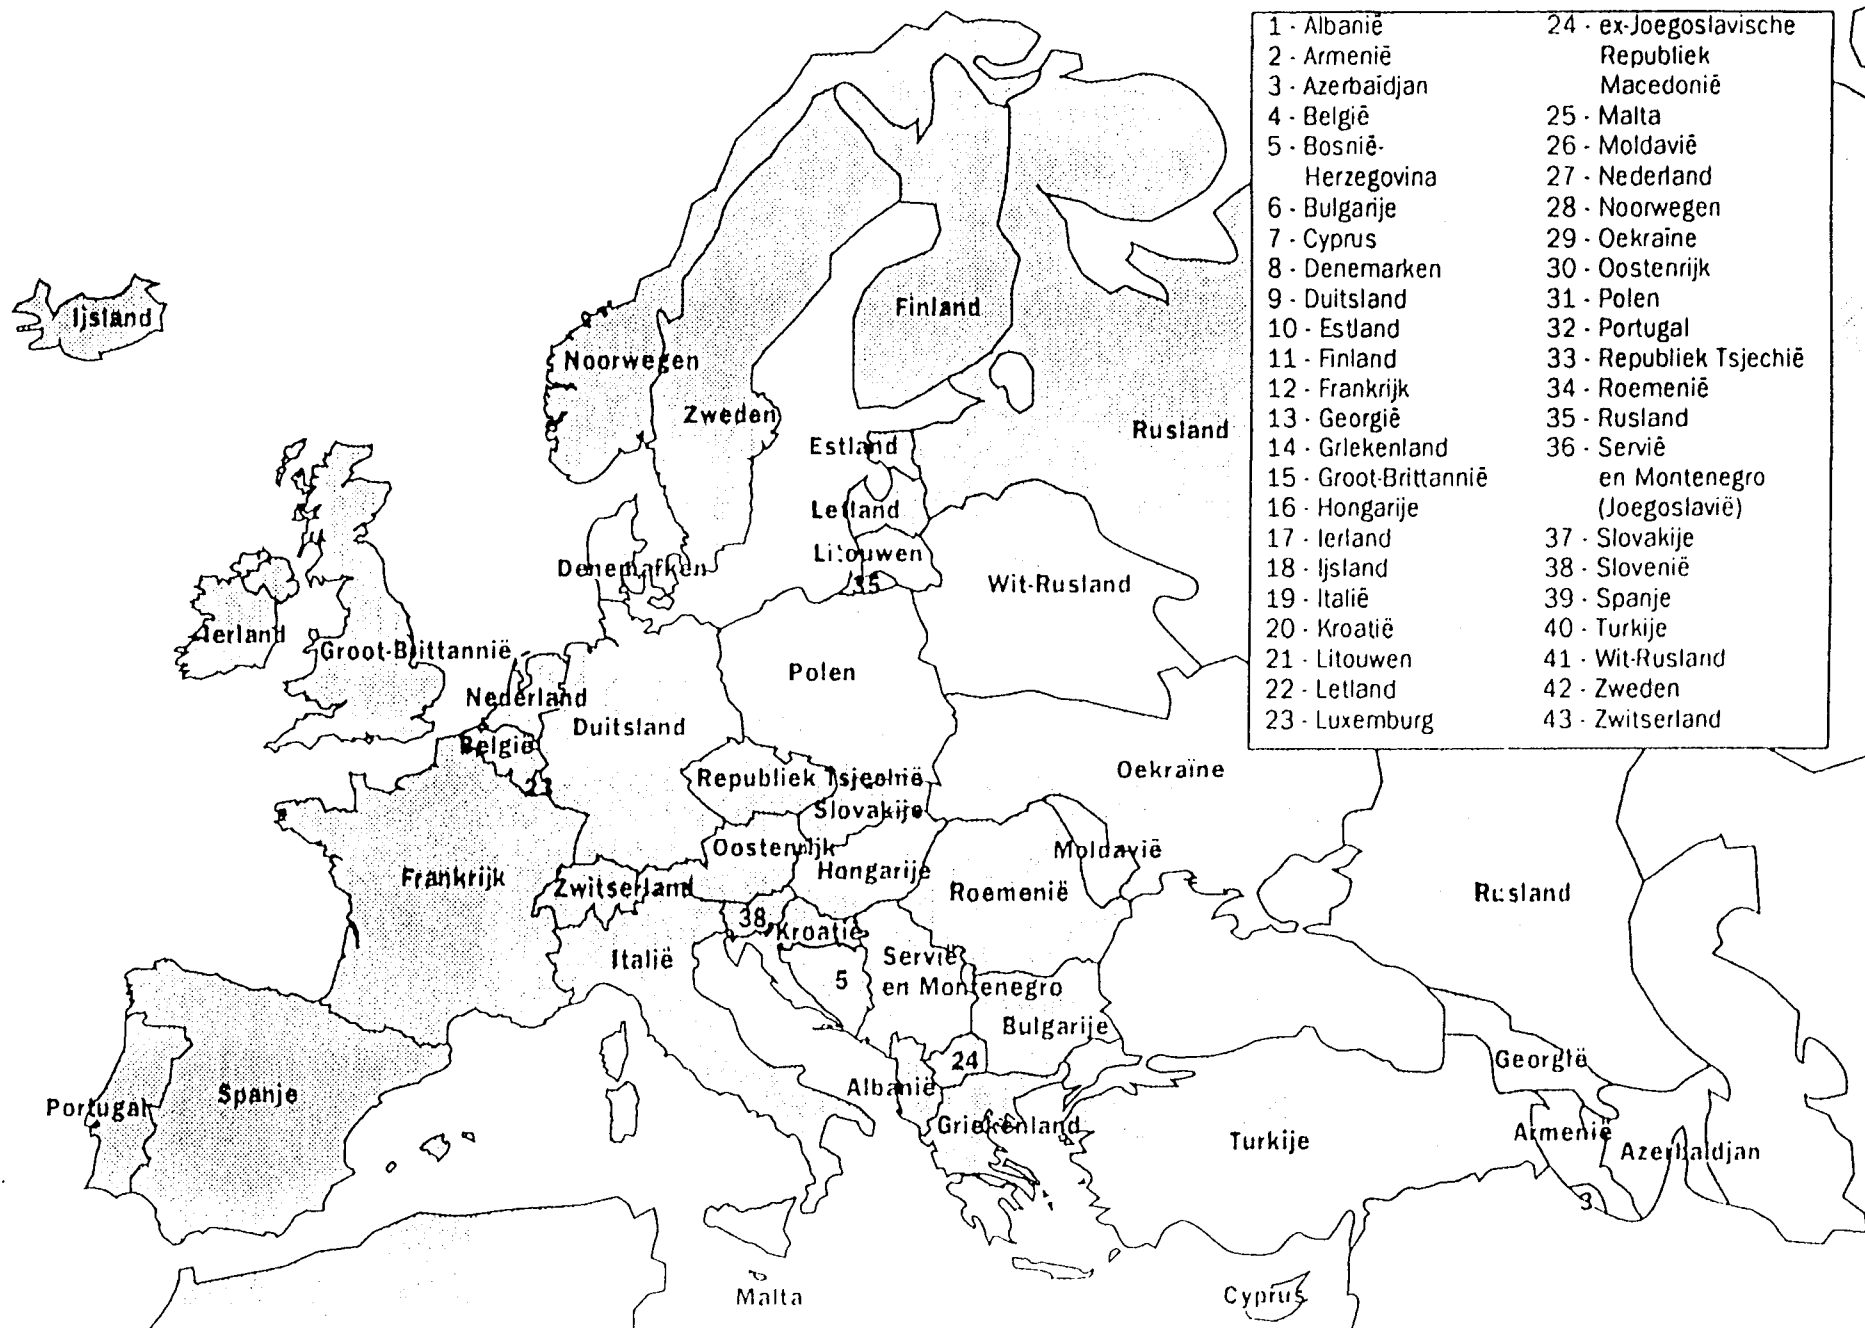 1 - Albanië
2 - Armenië
3 - Azerbaïdjan
4 - België
5 - Bosnië-
Herzegovina
6 - Bulgarije
7 - Cyprus
8 - Denemarken
9 - Duitsland
10 - Estland
11 - Finland
12 - Frankrijk
13 - Georgië
14 - Griekenland
15 - Groot-Brittannië
16 - Hongarije
17 - Ierland
18 - Ijsland
19 - Italië
20 - Kroatië
21 - Litouwen
22 - Letland
23 - Luxemburg
24 - ex-Joegoslavische
Republiek
Macedonië
25 - Malta
26 - Moldavië
27 - Nederland
28 - Noorwegen
29 - Oekraïne
30 - Oostenrijk
31 - Polen
32 - Portugal
33 - Republiek Tsjechië
34 - Roemenië
35 - Rusland
36 - Servië
en Montenegro
(Joegoslavië)
37 - Slovakije
38 - Slovenië
39 - Spanje
40 - Turkije
41 - Wit-Rusland
42 - Zweden
43 - Zwitserland
Ijsland
Finland
Noorwegen
Zweden
Rusland
Estland
Letland
Litouwen
35
Denemarken
Wit-Rusland
Ierland
Groot-Brittannië
Polen
Nederland
Duitsland
België
23
Republiek Tsjechië
Oekraïne
Slovakije
Oostenrijk
Moldavië
Frankrijk
Zwitserland
Hongarije
Roemenië
Rusland
38
Kroatië
Italië
5
Servië
en Montenegro
Bulgarije
24
Georgië
Albanië
Spanje
Portugal
Griekenland
Turkije
Armenië
Azerbaldjan
3
Malta
Cyprus